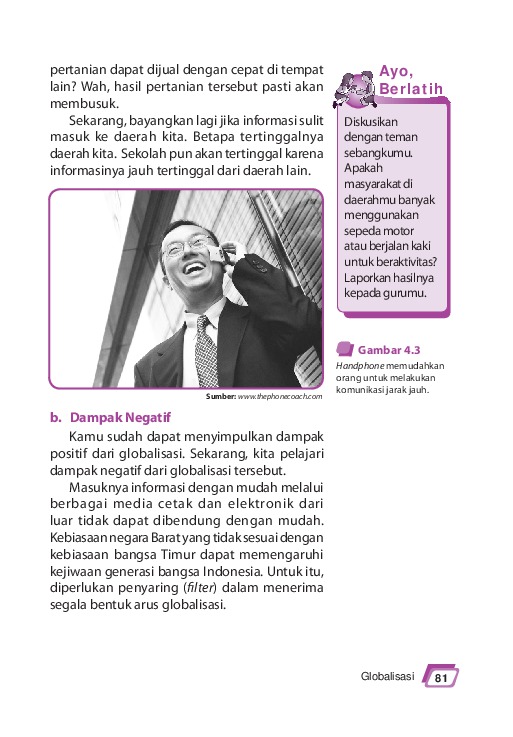 pertanian dapat dijual dengan cepat di tempat
lain? Wah, hasil pertanian tersebut pasti akan
membusuk.
Sekarang, bayangkan lagi jika informasi sulit
masuk ke daerah kita. Betapa tertinggalnya
daerah kita. Sekolah pun akan tertinggal karena
informasinya jauh tertinggal dari daerah lain.
Sumber: www.thephonecoach.com
b. Dampak Negatif
Kamu sudah dapat menyimpulkan dampak
positif dari globalisasi. Sekarang, kita pelajari
dampak negatif dari globalisasi tersebut.
Masuknya informasi dengan mudah melalui
berbagai media cetak dan elektronik dari
luar tidak dapat dibendung dengan mudah.
Kebiasaan negara Barat yang tidak sesuai dengan
kebiasaan bangsa Timur dapat memengaruhi
kejiwaan generasi bangsa Indonesia. Untuk itu,
diperlukan penyaring (filter) dalam menerima
segala bentuk arus globalisasi.
Ayo,
Berlatih
Diskusikan
dengan teman
sebangkumu.
Apakah
masyarakat di
daerahmu banyak
menggunakan
sepeda motor
atau berjalan kaki
untuk beraktivitas?
Laporkan hasilnya
kepada gurumu.
Gambar 4.3
Handphone memudahkan
orang untuk melakukan
komunikasi jarak jauh.
Globalisasi 81